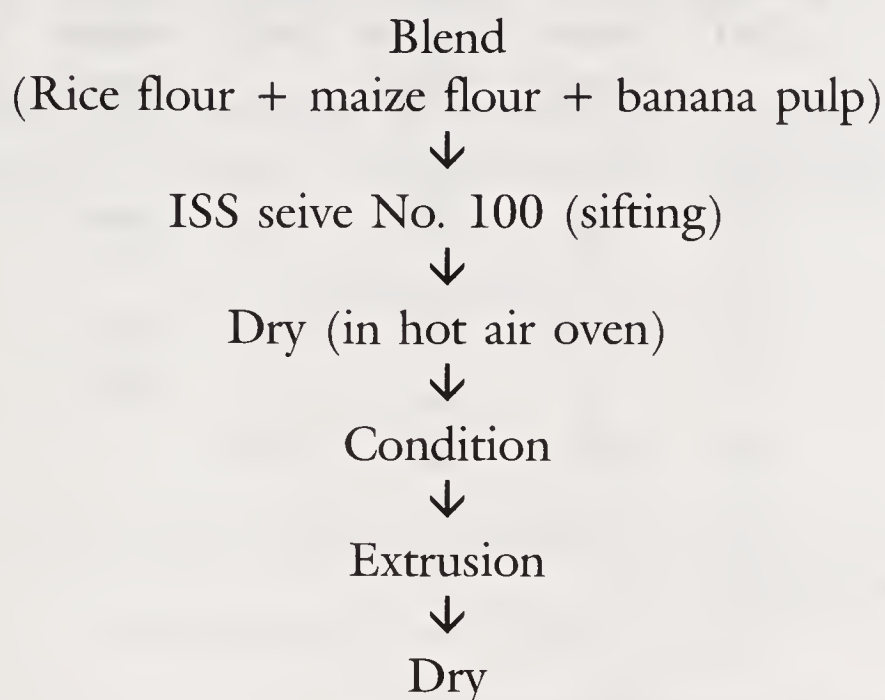 Blend
(Rice flour + maize flour + banana pulp)
↓
ISS seive No. 100 (sifting)
↓
Dry (in hot air oven)
↓
Condition
↓
Extrusion
↓
Dry